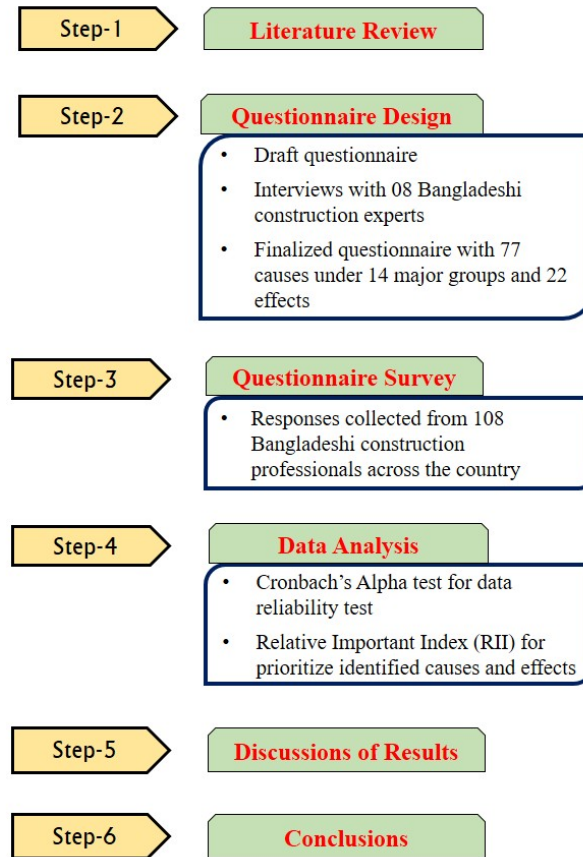 Step-1
Literature Review
Step-2
Questionnaire Design
• Draft questionnaire
• Interviews with 08 Bangladeshi
construction experts
• Finalized questionnaire with 77
causes under 14 major groups and 22
effects
Step-3
Questionnaire Survey
• Responses collected from 108
Bangladeshi construction
professionals across the country
Step-4
Data Analysis
• Cronbach’s Alpha test for data
reliability test
• Relative Important Index (RII) for
prioritize identified causes and effects
Step-5
Discussions of Results
Step-6
Conclusions